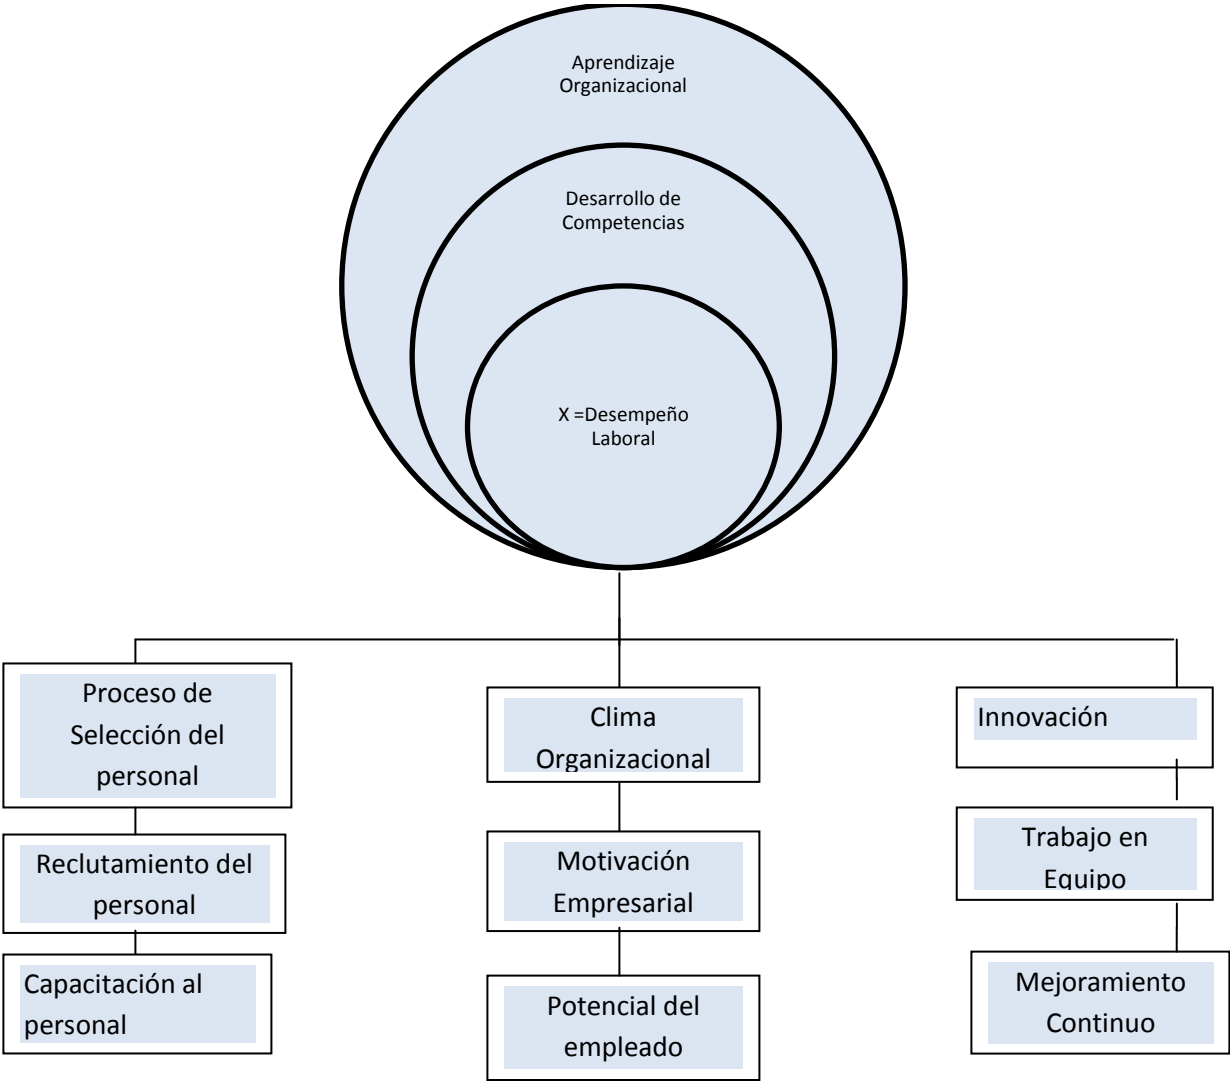 Aprendizaje
Organizacional
Desarrollo de
Competencias
X =Desempeño
Laboral
Proceso de
Selección del
personal
Reclutamiento del
personal
Capacitación al
personal
Clima
Organizacional
Motivación
Empresarial
Potencial del
empleado
Innovación
Trabajo en
Equipo
Mejoramiento
Continuo